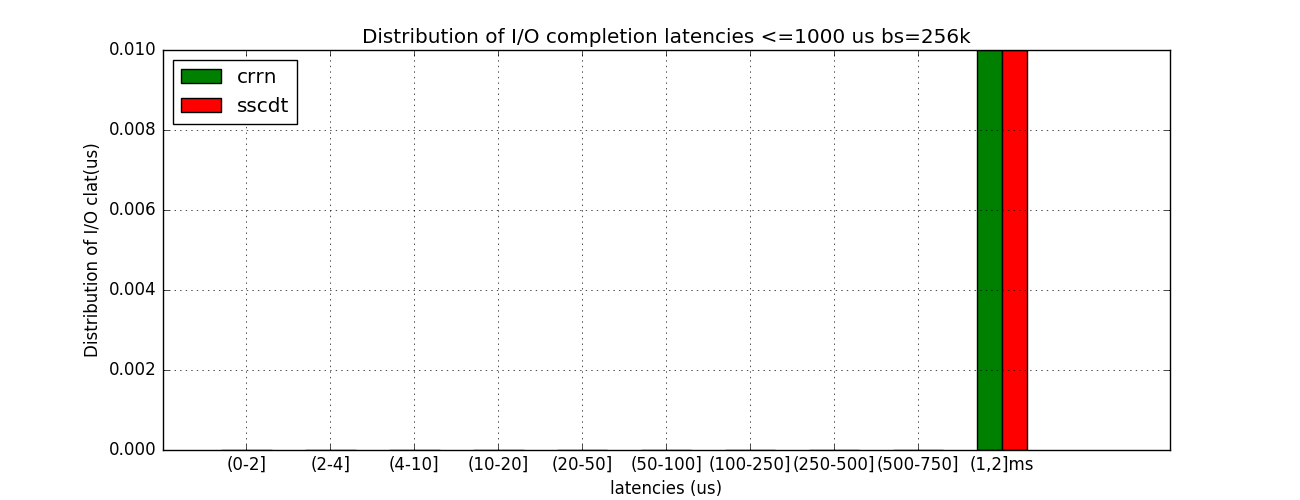 Distribution of I/O completion latencies <=1000 us bs=256k
0.010
0.008
0.006
0.004
0.002
0.000
Distribution of I/O clat(us)
crrn
sscdt
(0-2] (2-4] (4-10] (10-20] (20-50] (50-100] (100-250] (250-500] (500-750] (1,2]ms
latencies (us)